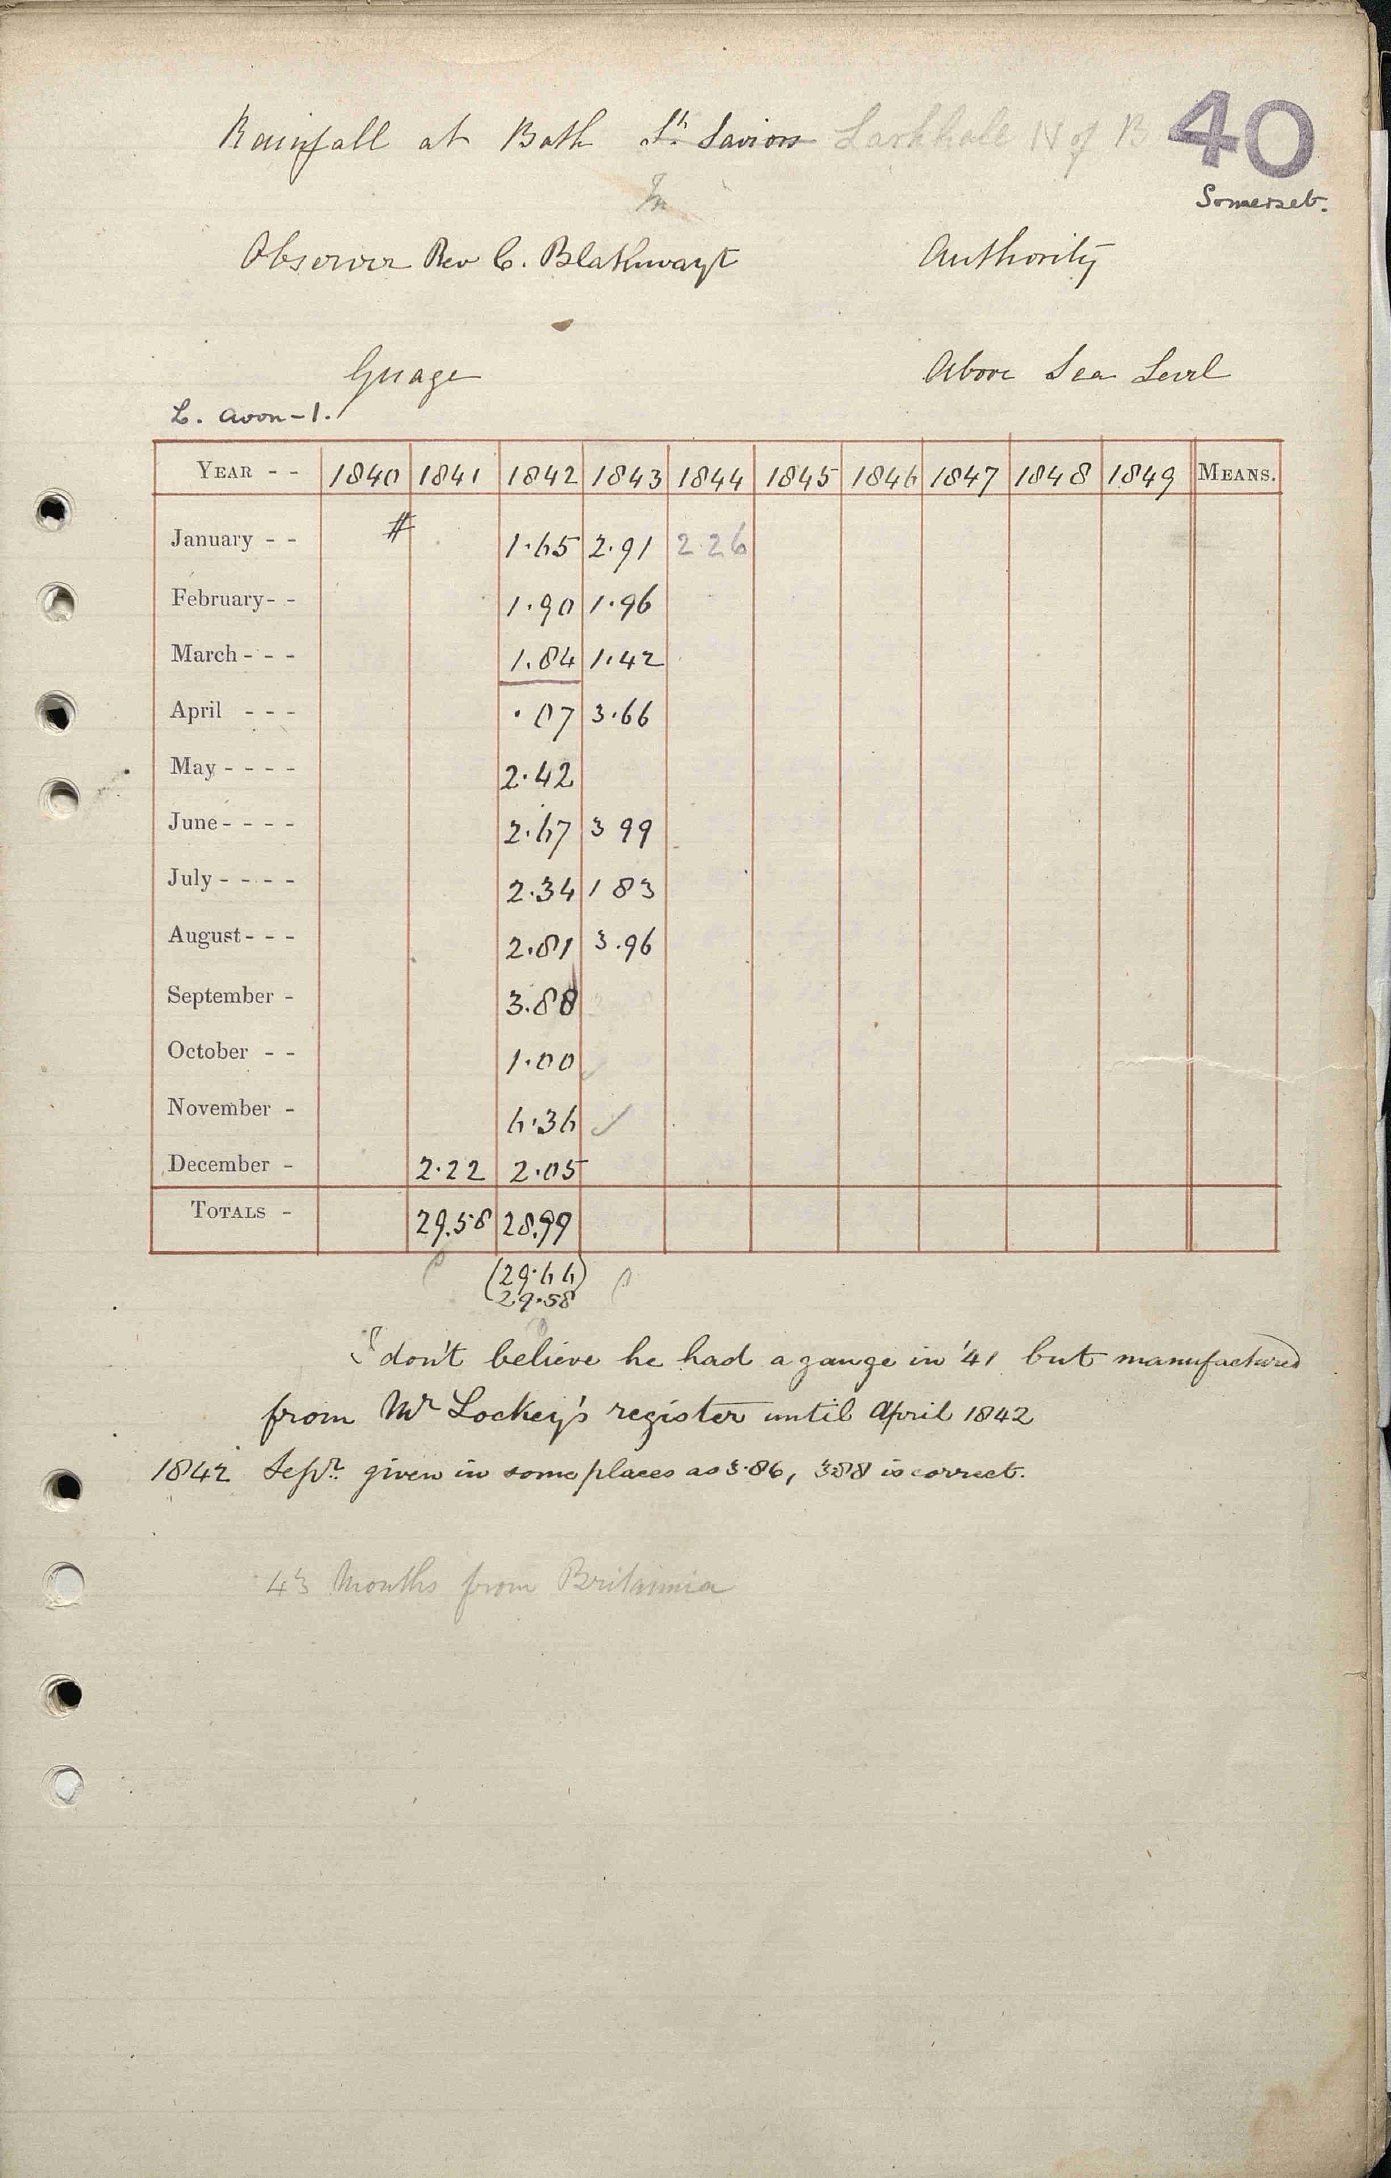 40
Rainfall at Bath St. Saviors Larkhall N of B
Somerset.
Observer Rev C. Blathwayt Authority
Guage Above Sea Level
L. Avon-1.
YEAR - - 1840 1841 1842 1843 1844 1845 1846 1847 1848 1849 MEANS.
January - - # 1.65 2.91 2.26
February - - 1.90 1.96
March - - - 1.84 1.42
April - - - .07 3.66
May - - - - 2.42
June - - - - 2.67 3 99
July - - - - 2.34 1 83
August - - - 2.81 3.96
September - 3.88
October - - 1.00
November - 6.36 ✓
December - 2.22 2.05
TOTALS - 29.58 28.99
(29.66)
29.58
I don't believe he had a gauge in '41 but manufactured
from Mr Lockey's register until April 1842
1842 Sepr. given in some places as 3.86, 3.88 is correct.
43 Months from Britannia